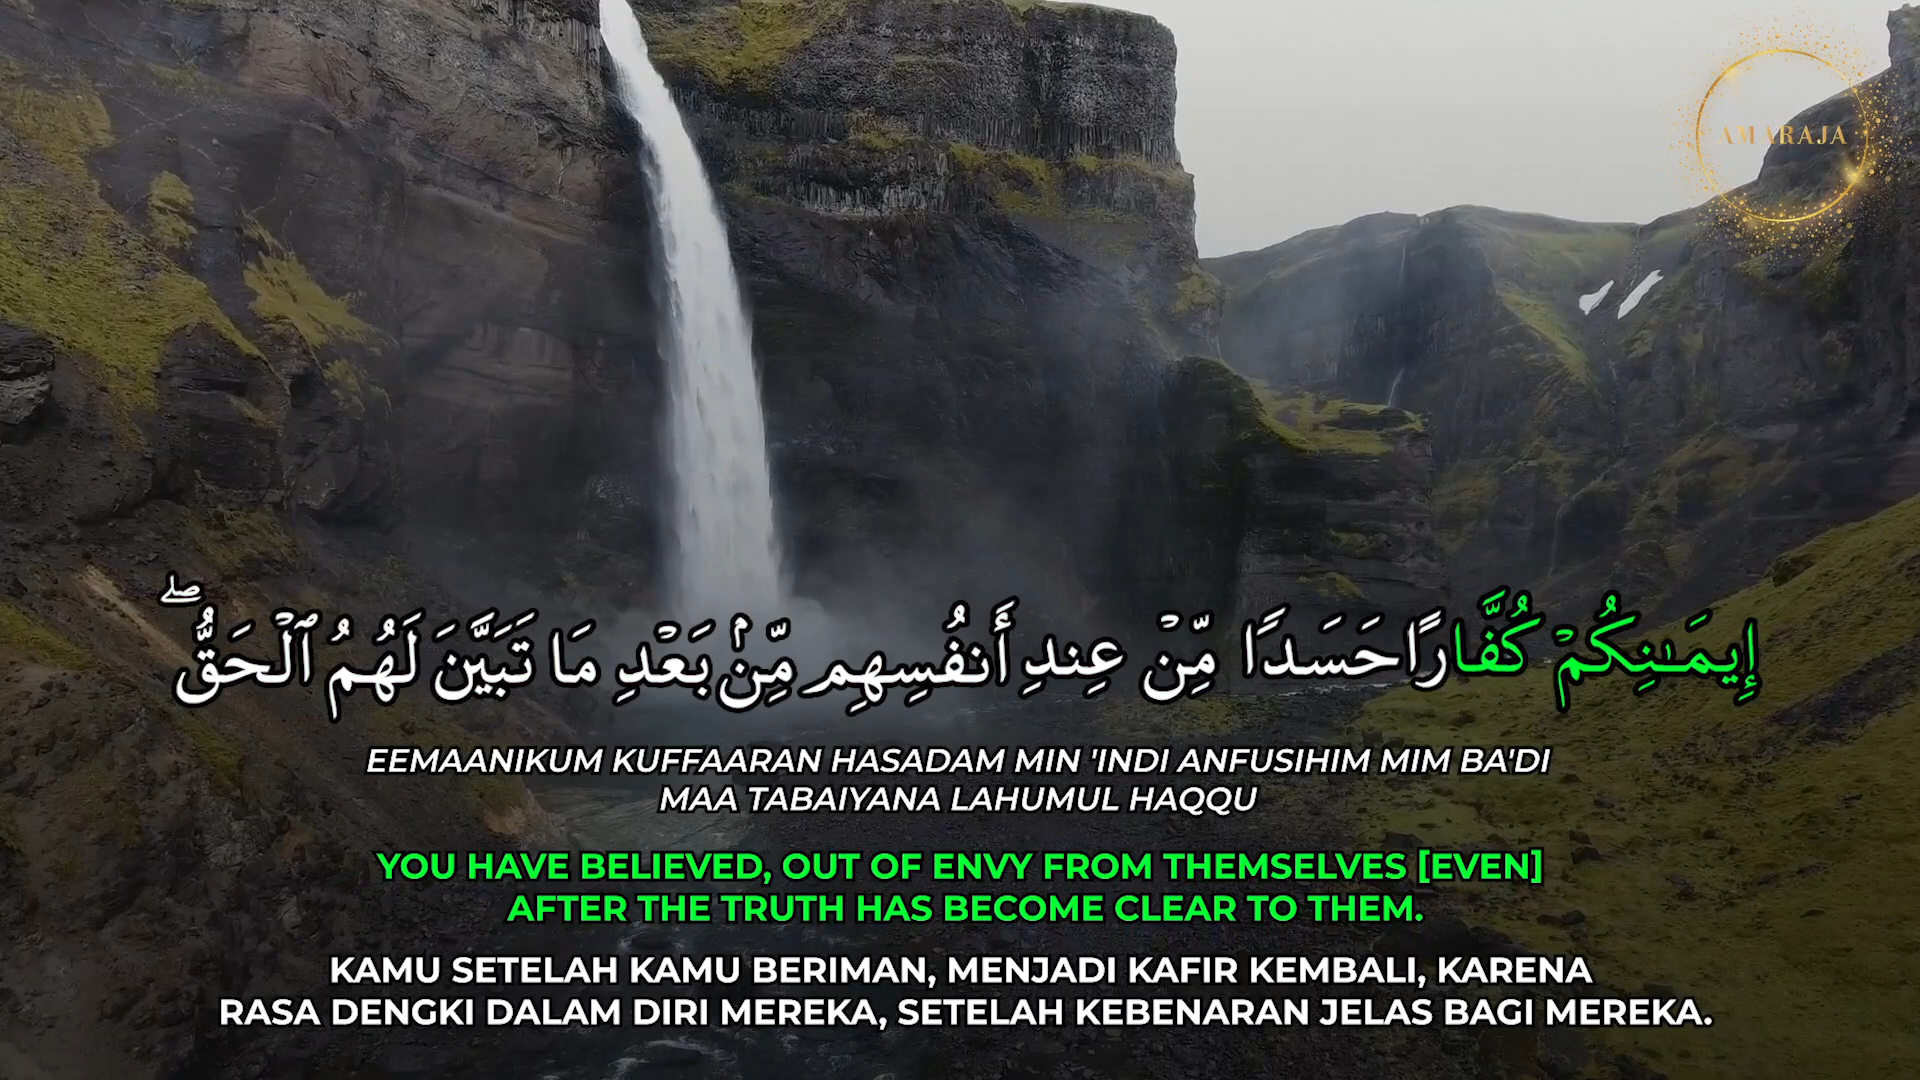 AMARAJA
إِيمَـٰنِكُمْ كُفَّارًا حَسَدًا مِّنْ عِندِ أَنفُسِهِم مِّنۢ بَعْدِ مَا تَبَيَّنَ لَهُمُ ٱلْحَقُّ ۖ
EEMAANIKUM KUFFAARAN HASADAM MIN 'INDI ANFUSIHIM MIM BA'DI
MAA TABAIYANA LAHUMUL HAQQU
YOU HAVE BELIEVED, OUT OF ENVY FROM THEMSELVES [EVEN]
AFTER THE TRUTH HAS BECOME CLEAR TO THEM.
KAMU SETELAH KAMU BERIMAN, MENJADI KAFIR KEMBALI, KARENA
RASA DENGKI DALAM DIRI MEREKA, SETELAH KEBENARAN JELAS BAGI MEREKA.